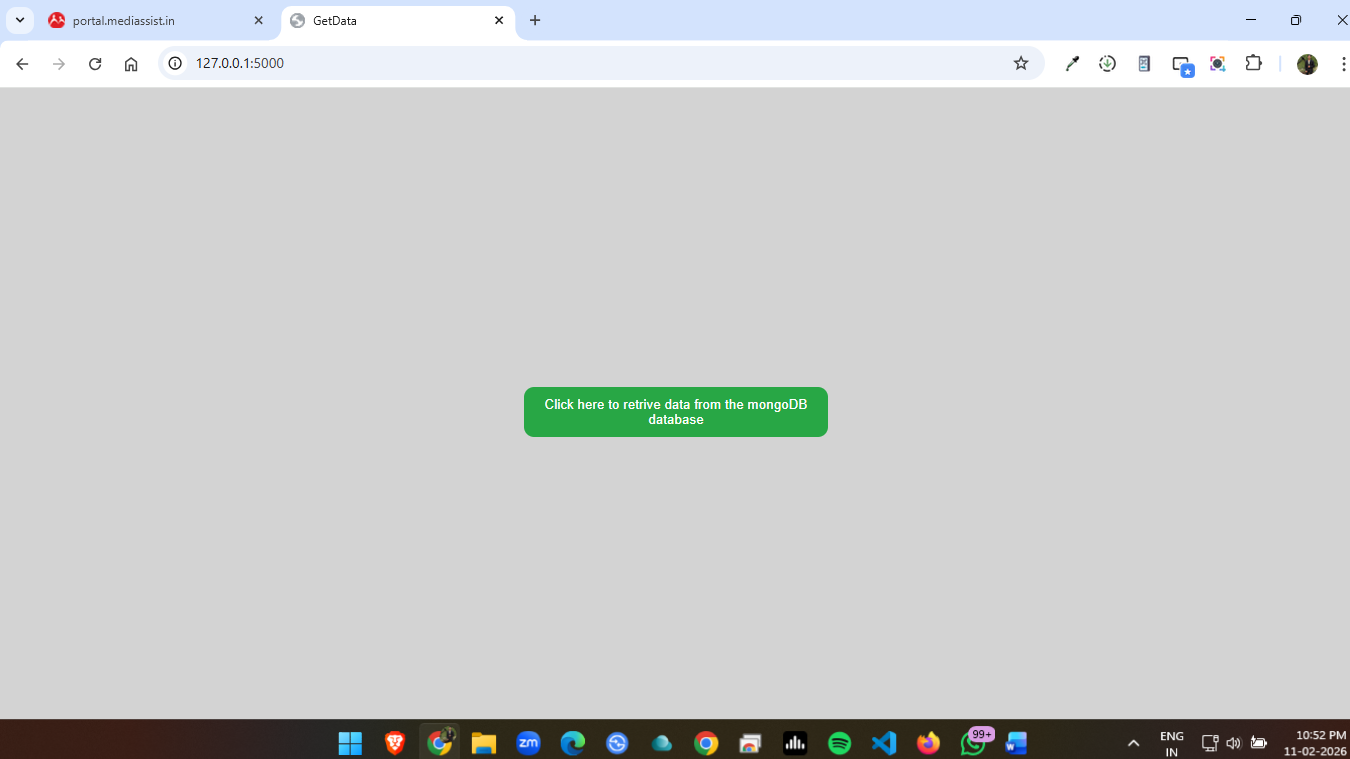 portal.mediassist.in
GetData
127.0.0.1:5000
Click here to retrive data from the mongoDB
database
zm
99+
W
ENG
IN
10:52 PM
11-02-2026